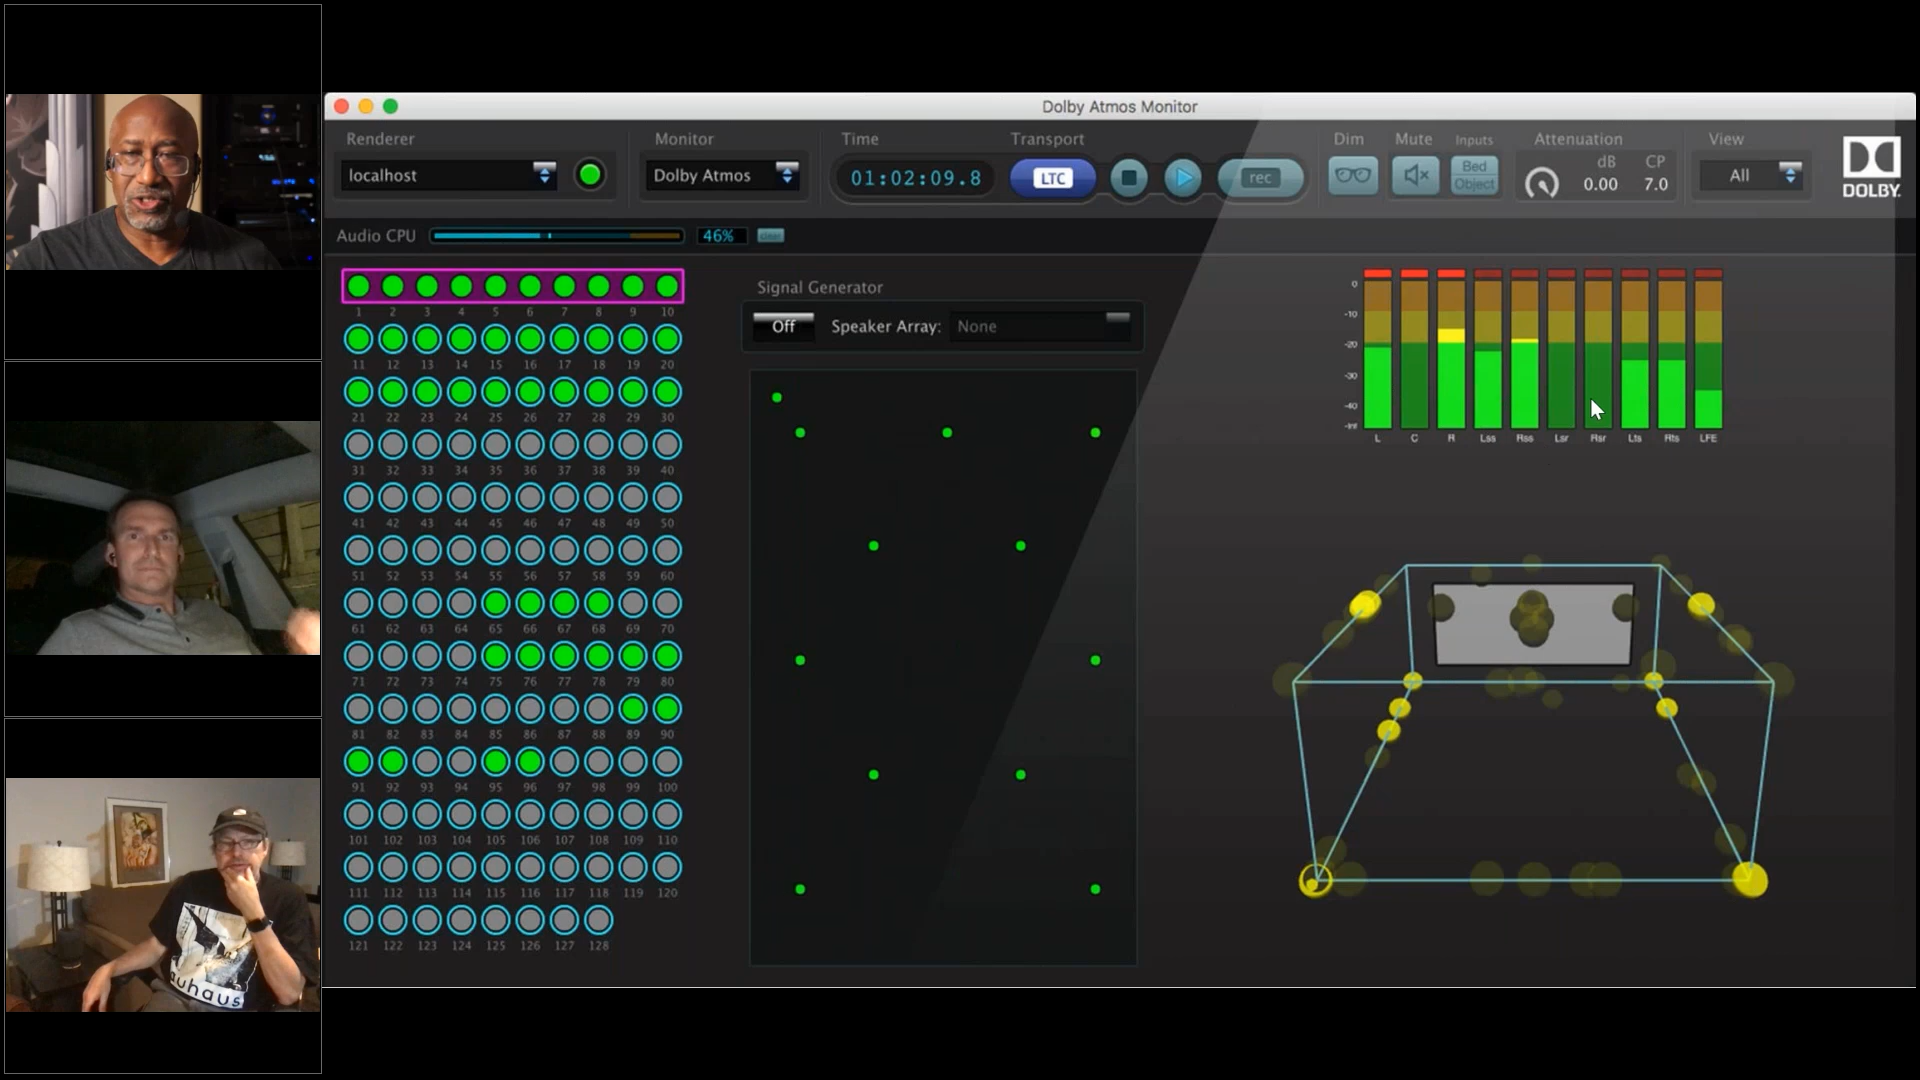 Dolby Atmos Monitor
Renderer
Monitor
Time
Transport
Dim
Mute
Inputs
Attenuation
View
localhost
Dolby Atmos
01:02:09.8
LTC
rec
Bed
Object
dB
CP
0.00
7.0
All
DOLBY.
Audio CPU
46%
clear
Signal Generator
Off
Speaker Array:
None
1 2 3 4 5 6 7 8 9 10
11 12 13 14 15 16 17 18 19 20
21 22 23 24 25 26 27 28 29 30
31 32 33 34 35 36 37 38 39 40
41 42 43 44 45 46 47 48 49 50
51 52 53 54 55 56 57 58 59 60
61 62 63 64 65 66 67 68 69 70
71 72 73 74 75 76 77 78 79 80
81 82 83 84 85 86 87 88 89 90
91 92 93 94 95 96 97 98 99 100
101 102 103 104 105 106 107 108 109 110
111 112 113 114 115 116 117 118 119 120
121 122 123 124 125 126 127 128
0
-10
-20
-30
-40
-inf
L C R Lss Rss Lsr Rsr Lts Rts LFE
auhaus